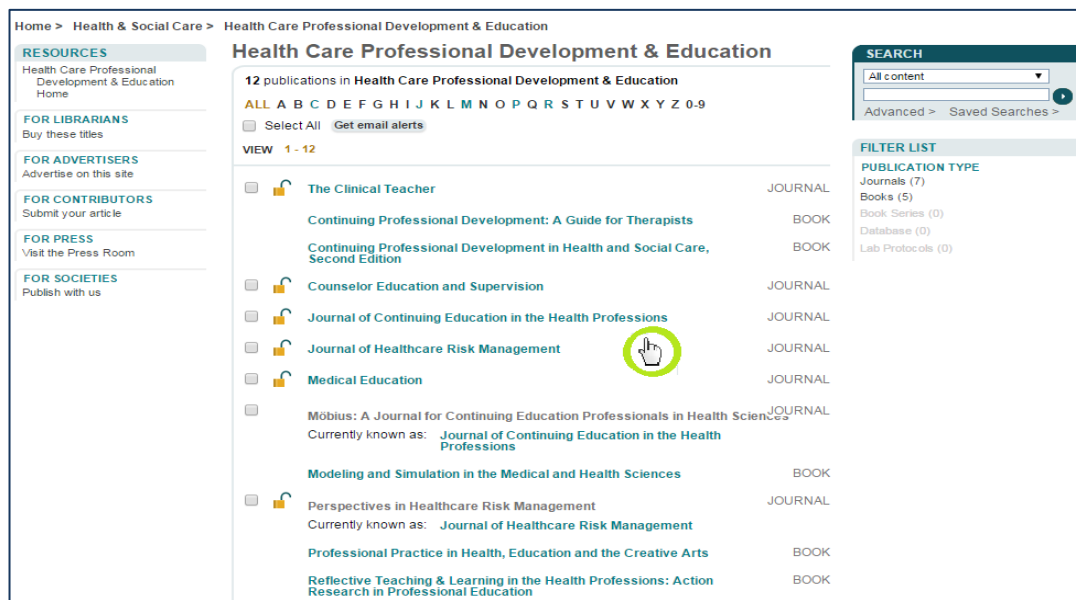 Home > Health & Social Care > Health Care Professional Development & Education
RESOURCES
Health Care Professional
Development & Education
Home
FOR LIBRARIANS
Buy these titles
FOR ADVERTISERS
Advertise on this site
FOR CONTRIBUTORS
Submit your article
FOR PRESS
Visit the Press Room
FOR SOCIETIES
Publish with us
Health Care Professional Development & Education
12 publications in Health Care Professional Development & Education
ALL A B C D E F G H I J K L M N O P Q R S T U V W X Y Z 0-9
Select All Get email alerts
VIEW 1 - 12
The Clinical Teacher JOURNAL
Continuing Professional Development: A Guide for Therapists BOOK
Continuing Professional Development in Health and Social Care, BOOK
Second Edition
Counselor Education and Supervision JOURNAL
Journal of Continuing Education in the Health Professions JOURNAL
Journal of Healthcare Risk Management JOURNAL
Medical Education JOURNAL
Möbius: A Journal for Continuing Education Professionals in Health Sciences JOURNAL
Currently known as: Journal of Continuing Education in the Health
Professions
Modeling and Simulation in the Medical and Health Sciences BOOK
Perspectives in Healthcare Risk Management JOURNAL
Currently known as: Journal of Healthcare Risk Management
Professional Practice in Health, Education and the Creative Arts BOOK
Reflective Teaching & Learning in the Health Professions: Action BOOK
Research in Professional Education
SEARCH
All content
Advanced > Saved Searches >
FILTER LIST
PUBLICATION TYPE
Journals (7)
Books (5)
Book Series (0)
Database (0)
Lab Protocols (0)